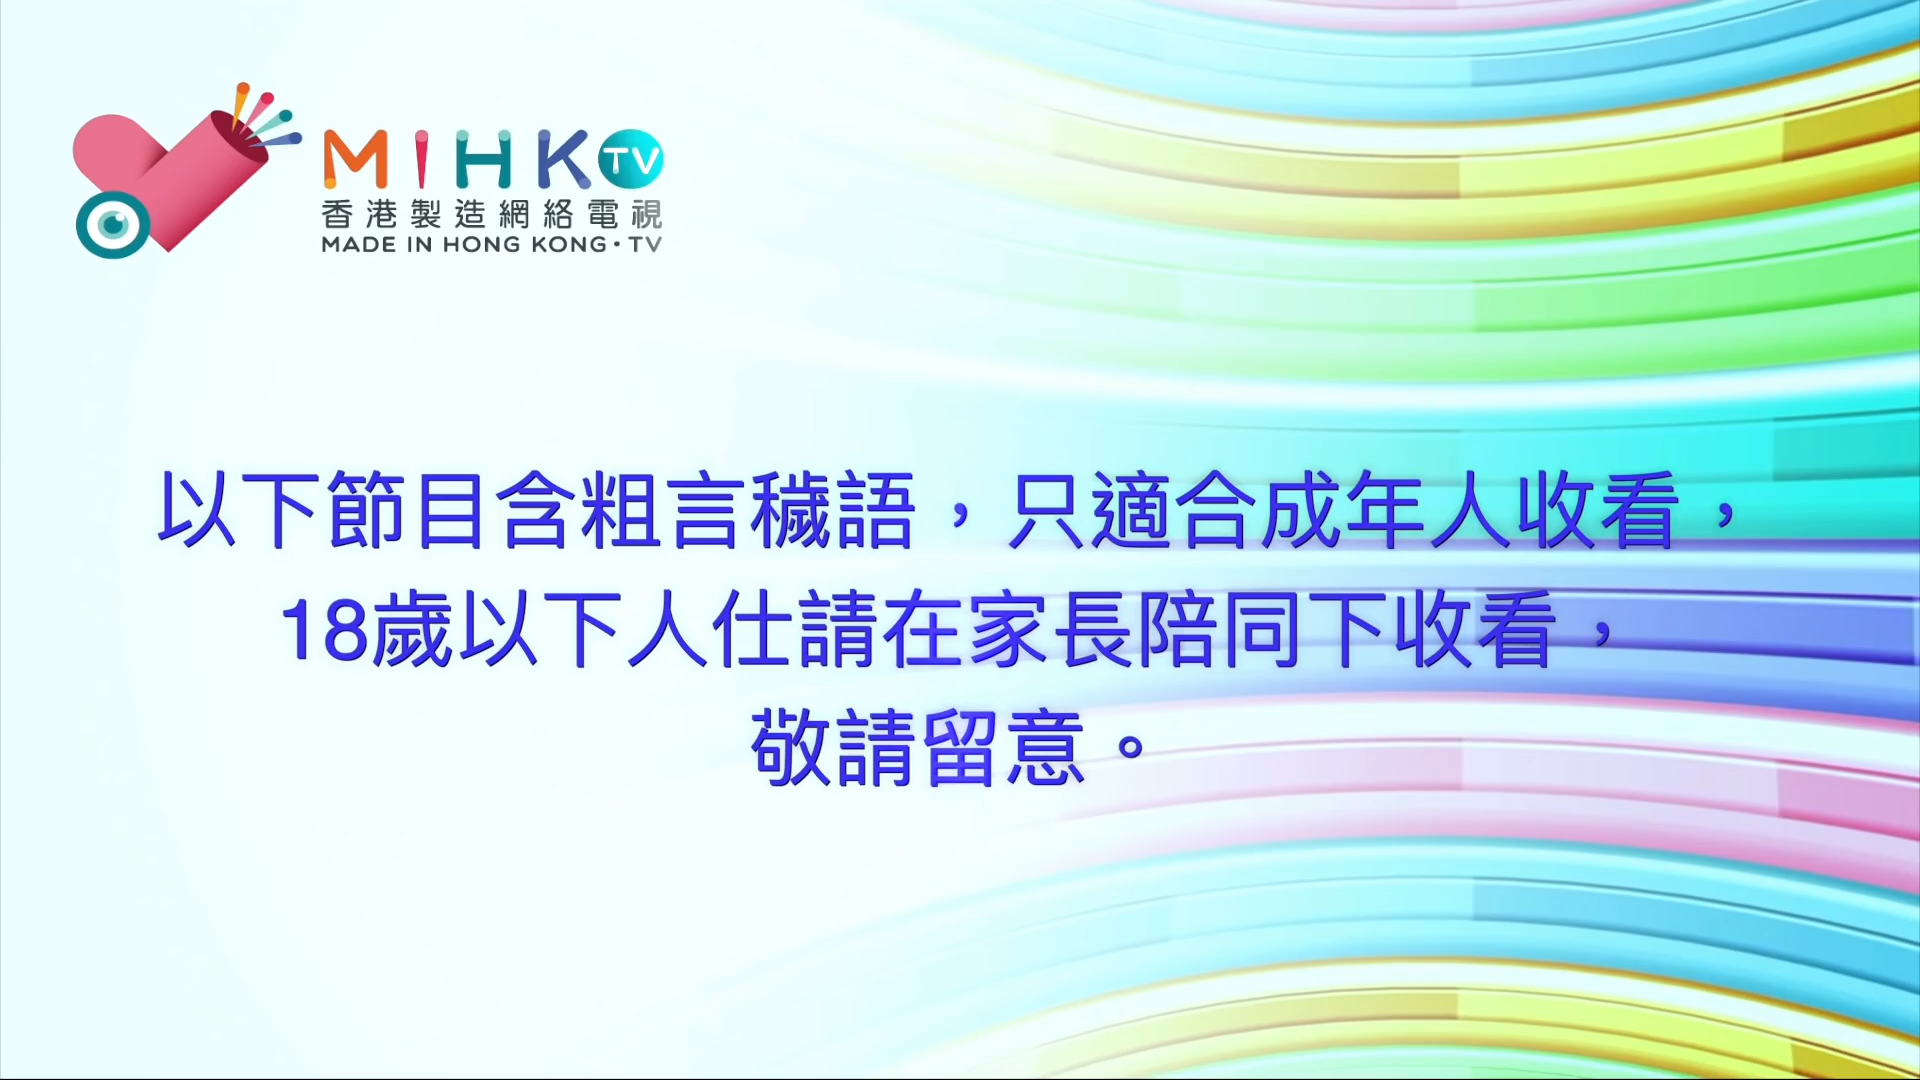 MIHK TV
香港製造網絡電視
MADE IN HONG KONG·TV
以下節目含粗言穢語，只適合成年人收看，
18歲以下人仕請在家長陪同下收看，
敬請留意。